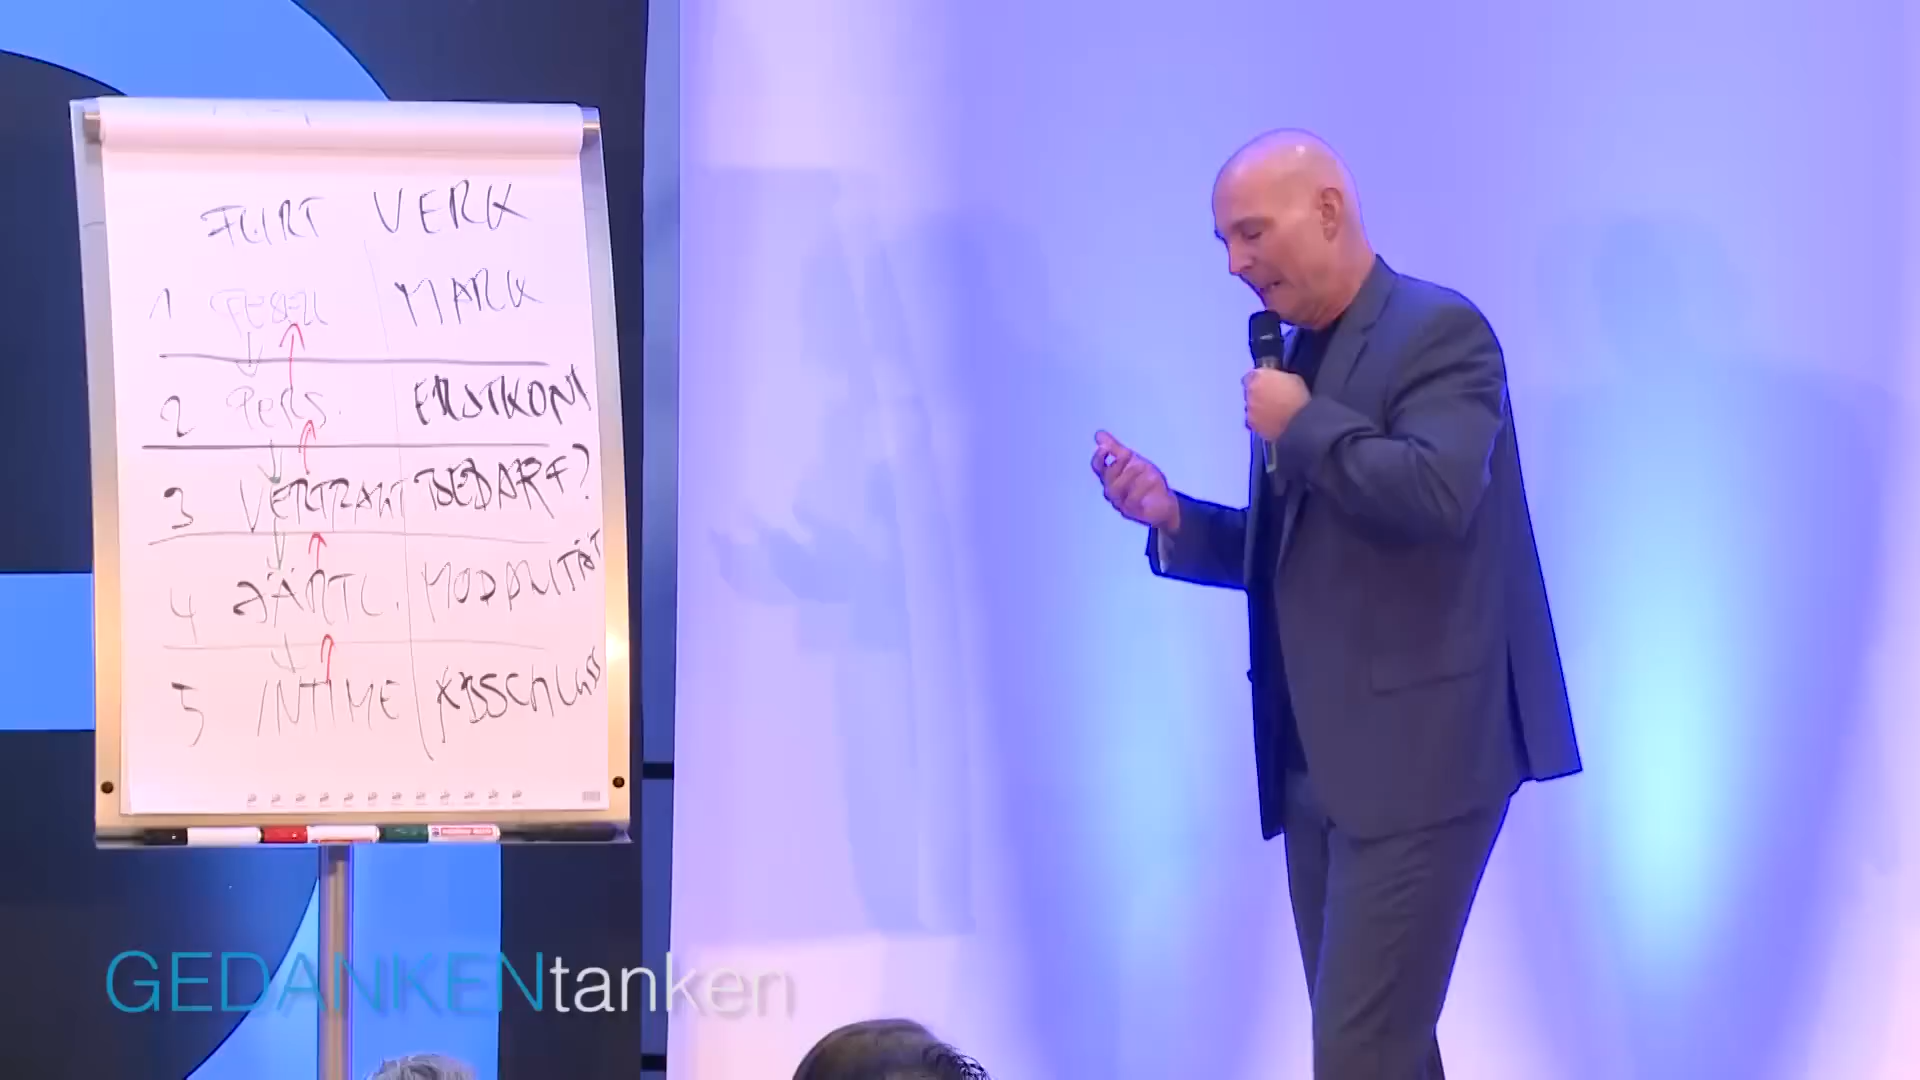 FLIRT VERK
1 GESELL MARK
2 PERS. ERSTKONT
3 VERTRAUT BEDARF?
4 ZÄRTL. MODALITÄT
5 INTIME ABSCHLUSS
GEDANKENtanken